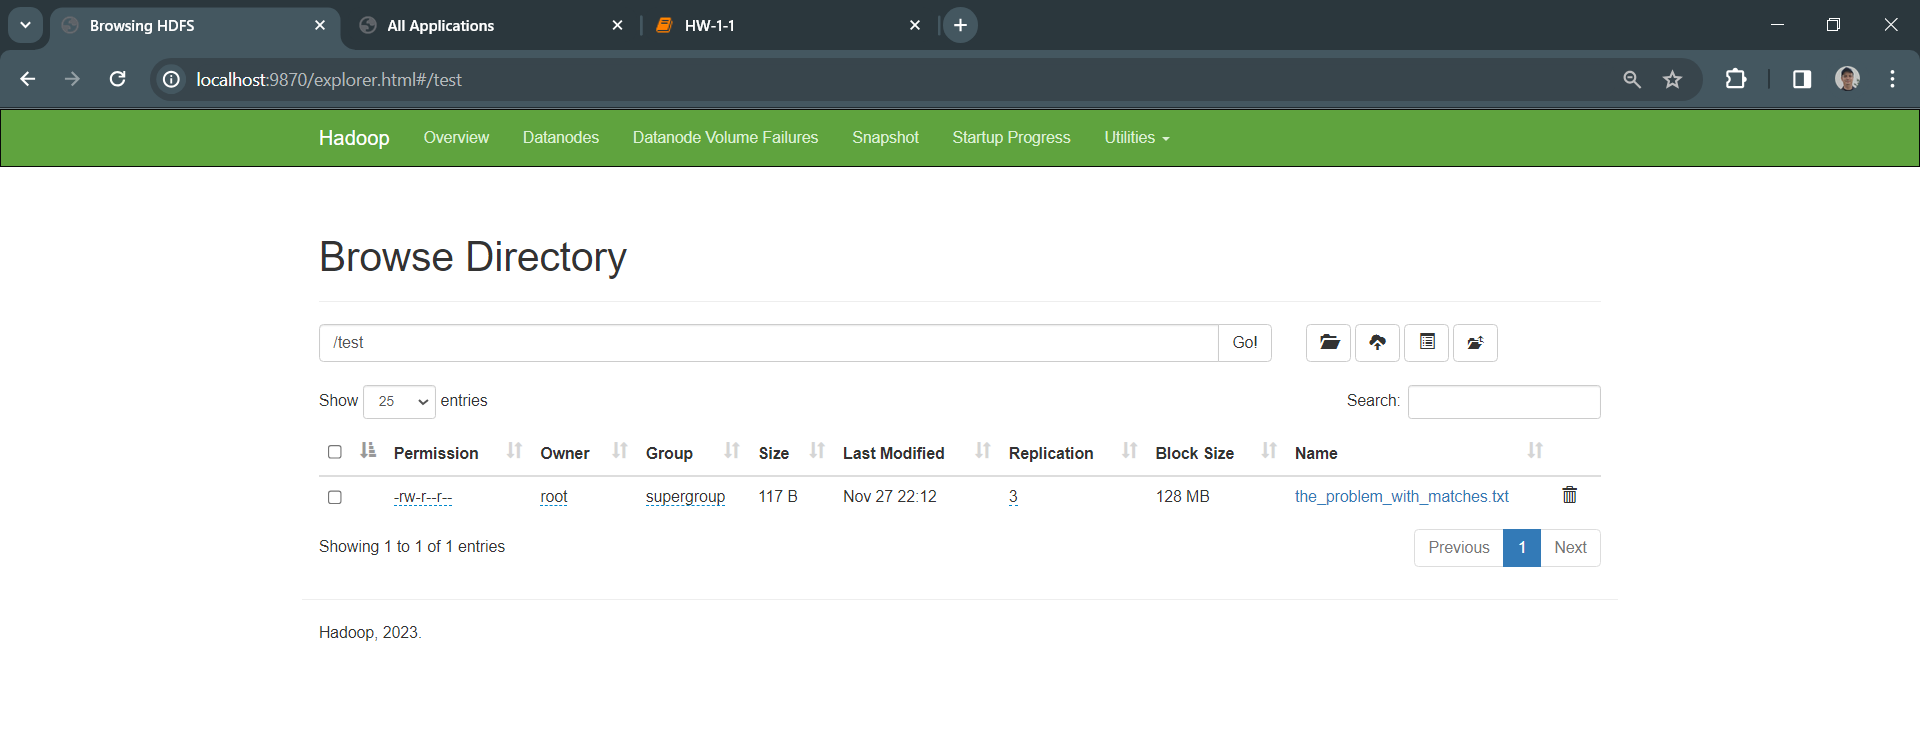 Browsing HDFS
All Applications
HW-1-1
localhost:9870/explorer.html#/test
Hadoop Overview Datanodes Datanode Volume Failures Snapshot Startup Progress Utilities
Browse Directory
/test Go!
Show 25 entries Search:
Permission Owner Group Size Last Modified Replication Block Size Name
-rw-r--r-- root supergroup 117 B Nov 27 22:12 3 128 MB the_problem_with_matches.txt
Showing 1 to 1 of 1 entries Previous 1 Next
Hadoop, 2023.